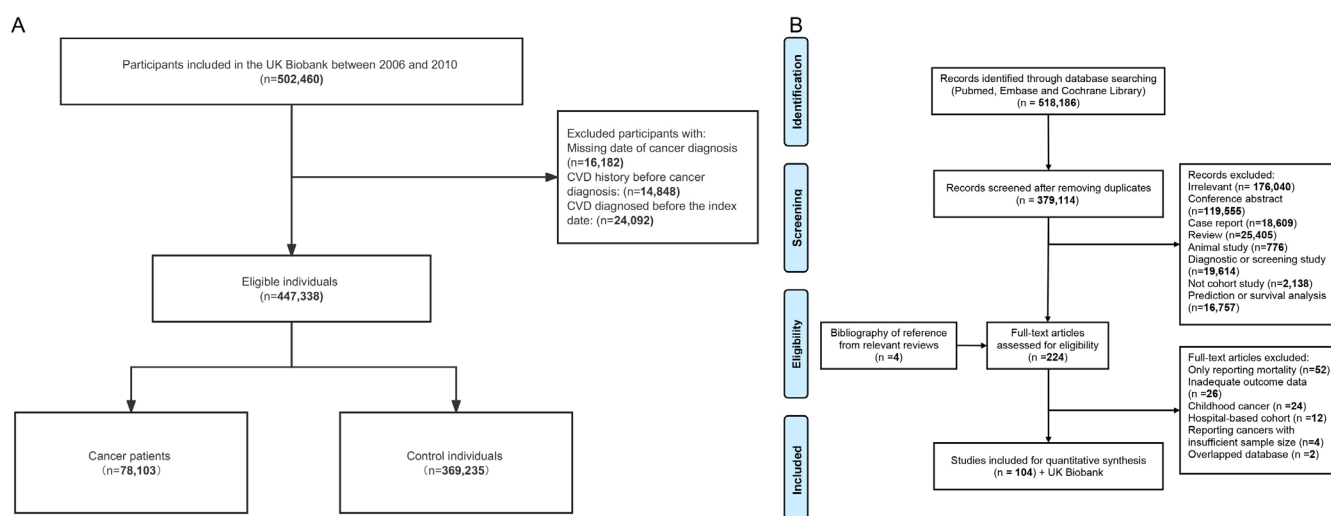 A
Participants included in the UK Biobank between 2006 and 2010
(n=502,460)
Excluded participants with:
Missing date of cancer diagnosis
(n=16,182)
CVD history before cancer
diagnosis: (n=14,848)
CVD diagnosed before the index
date: (n=24,092)
Eligible individuals
(n=447,338)
Cancer patients
(n=78,103)
Control individuals
(n=369,235)
B
Identification
Records identified through database searching
(Pubmed, Embase and Cochrane Library)
(n = 518,186)
Screening
Records screened after removing duplicates
(n = 379,114)
Records excluded:
Irrelevant (n= 176,040)
Conference abstract
(n=119,555)
Case report (n=18,609)
Review (n=25,405)
Animal study (n=776)
Diagnostic or screening study
(n=19,614)
Not cohort study (n=2,138)
Prediction or survival analysis
(n=16,757)
Eligibility
Bibliography of reference
from relevant reviews
(n =4)
Full-text articles
assessed for eligibility
(n =224)
Full-text articles excluded:
Only reporting mortality (n=52)
Inadequate outcome data
(n =26)
Childhood cancer (n =24)
Hospital-based cohort (n =12)
Reporting cancers with
insufficient sample size (n=4)
Overlapped database (n =2)
Included
Studies included for quantitative synthesis
(n = 104) + UK Biobank